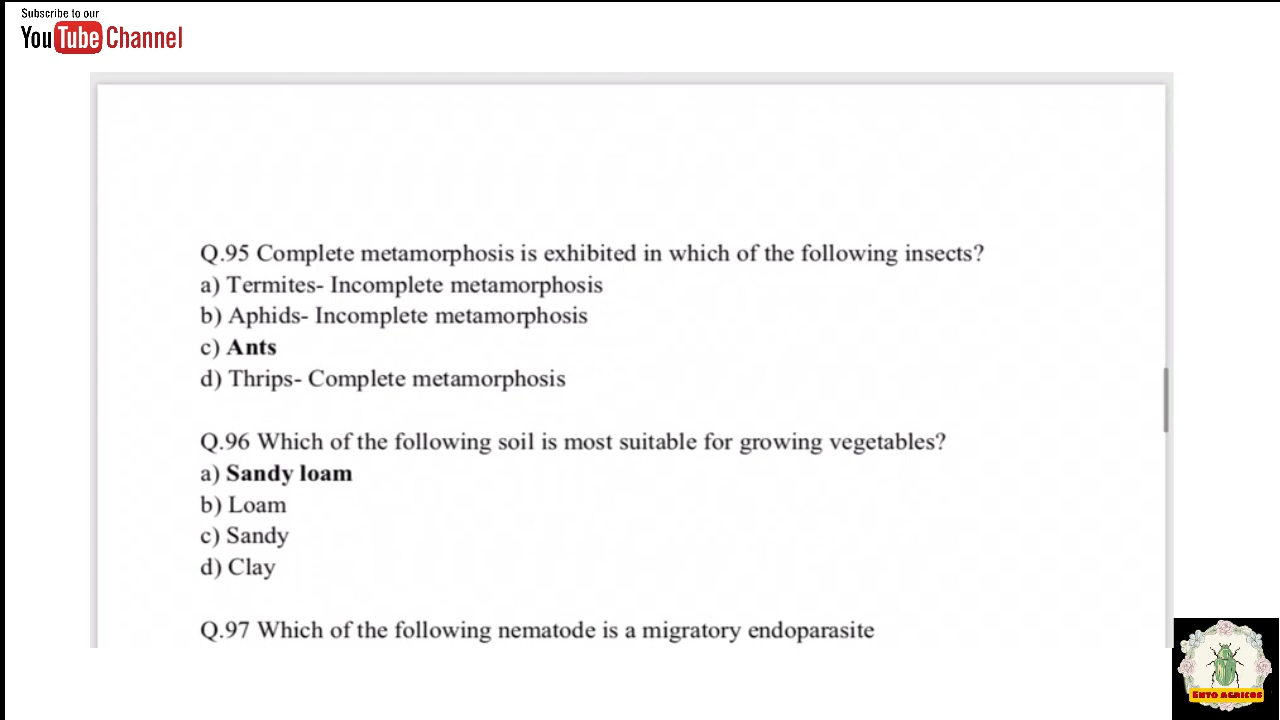 Subscribe to our
YouTube Channel
Q.95 Complete metamorphosis is exhibited in which of the following insects?
a) Termites- Incomplete metamorphosis
b) Aphids- Incomplete metamorphosis
c) Ants
d) Thrips- Complete metamorphosis
Q.96 Which of the following soil is most suitable for growing vegetables?
a) Sandy loam
b) Loam
c) Sandy
d) Clay
Q.97 Which of the following nematode is a migratory endoparasite
ENTO AGRICOS